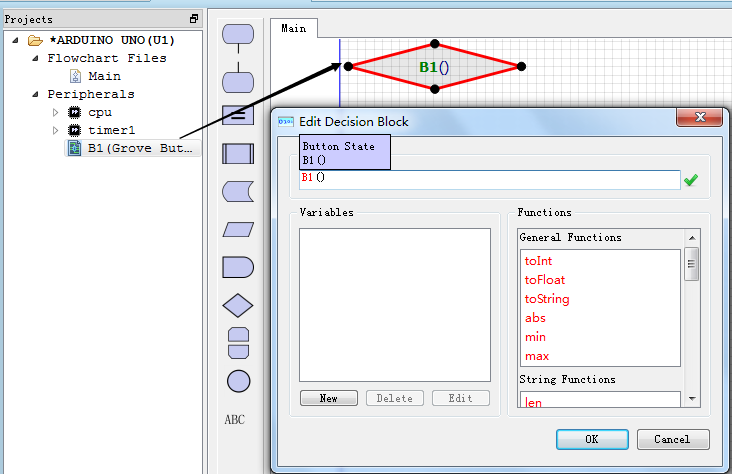 Projects
*ARDUINO UNO(U1)
Flowchart Files
Main
Peripherals
cpu
timer1
B1(Grove But...
ABC
Main
B1()
Edit Decision Block
Button State
B1()
B1()
Variables
New
Delete
Edit
Functions
General Functions
toInt
toFloat
toString
abs
min
max
String Functions
len
OK
Cancel